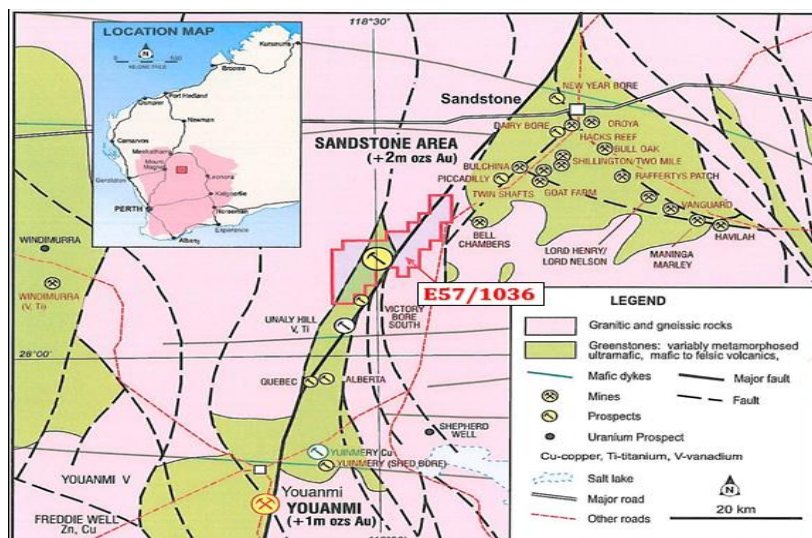 LOCATION MAP
N
KILOMETRES
Kununurra
Broome
Port Hedland
Dampier
Newman
Carnarvon
Meekatharra
Mount
Magnet
Geraldton
Leonora
Kalgoorlie
PERTH
Norseman
Esperance
Albany
118°30'
NEW YEAR BORE
Sandstone
DAIRY BORE
OROYA
HACKS REEF
SANDSTONE AREA
(+2m ozs Au)
BULL OAK
BULCHINA
SHILLINGTON/TWO MILE
PICCADILLY
RAFFERTYS PATCH
TWIN SHAFTS
GOAT FARM
VANGUARD
BELL
CHAMBERS
LORD HENRY/
LORD NELSON
MANINGA
MARLEY
HAVILAH
WINDIMURRA
WINDIMURRA
(V, Ti)
E57/1036
UNALY HILL
V, Ti
VICTORY
BORE
SOUTH
28°00'
QUEBEC
ALBERTA
SHEPHERD
WELL
YUINMERY Cu
YUINMERY (SHED BORE)
YOUANMI V
Youanmi
YOUANMI
(+1m ozs Au)
FREDDIE WELL
Zn, Cu
LEGEND
Granitic and gneissic rocks
Greenstones: variably metamorphosed
ultramafic, mafic to felsic volcanics,
Mafic dykes
Major fault
Mines
Fault
Prospects
Uranium Prospect
Cu-copper, Ti-titanium, V-vanadium
Salt lake
Major road
Other roads
N
20 km